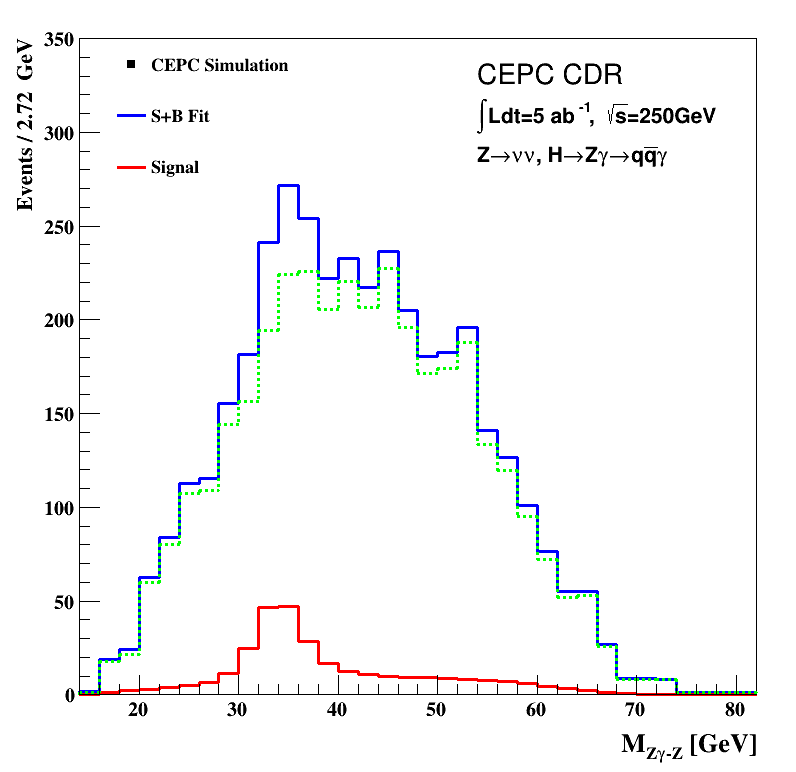 350
300
250
200
150
100
50
0
Events / 2.72 GeV
CEPC Simulation
S+B Fit
Signal
CEPC CDR
∫Ldt=5 ab⁻¹, √s=250GeV
Z→νν, H→Zγ→qq̅γ
20 30 40 50 60 70 80
M_Zγ-Z [GeV]